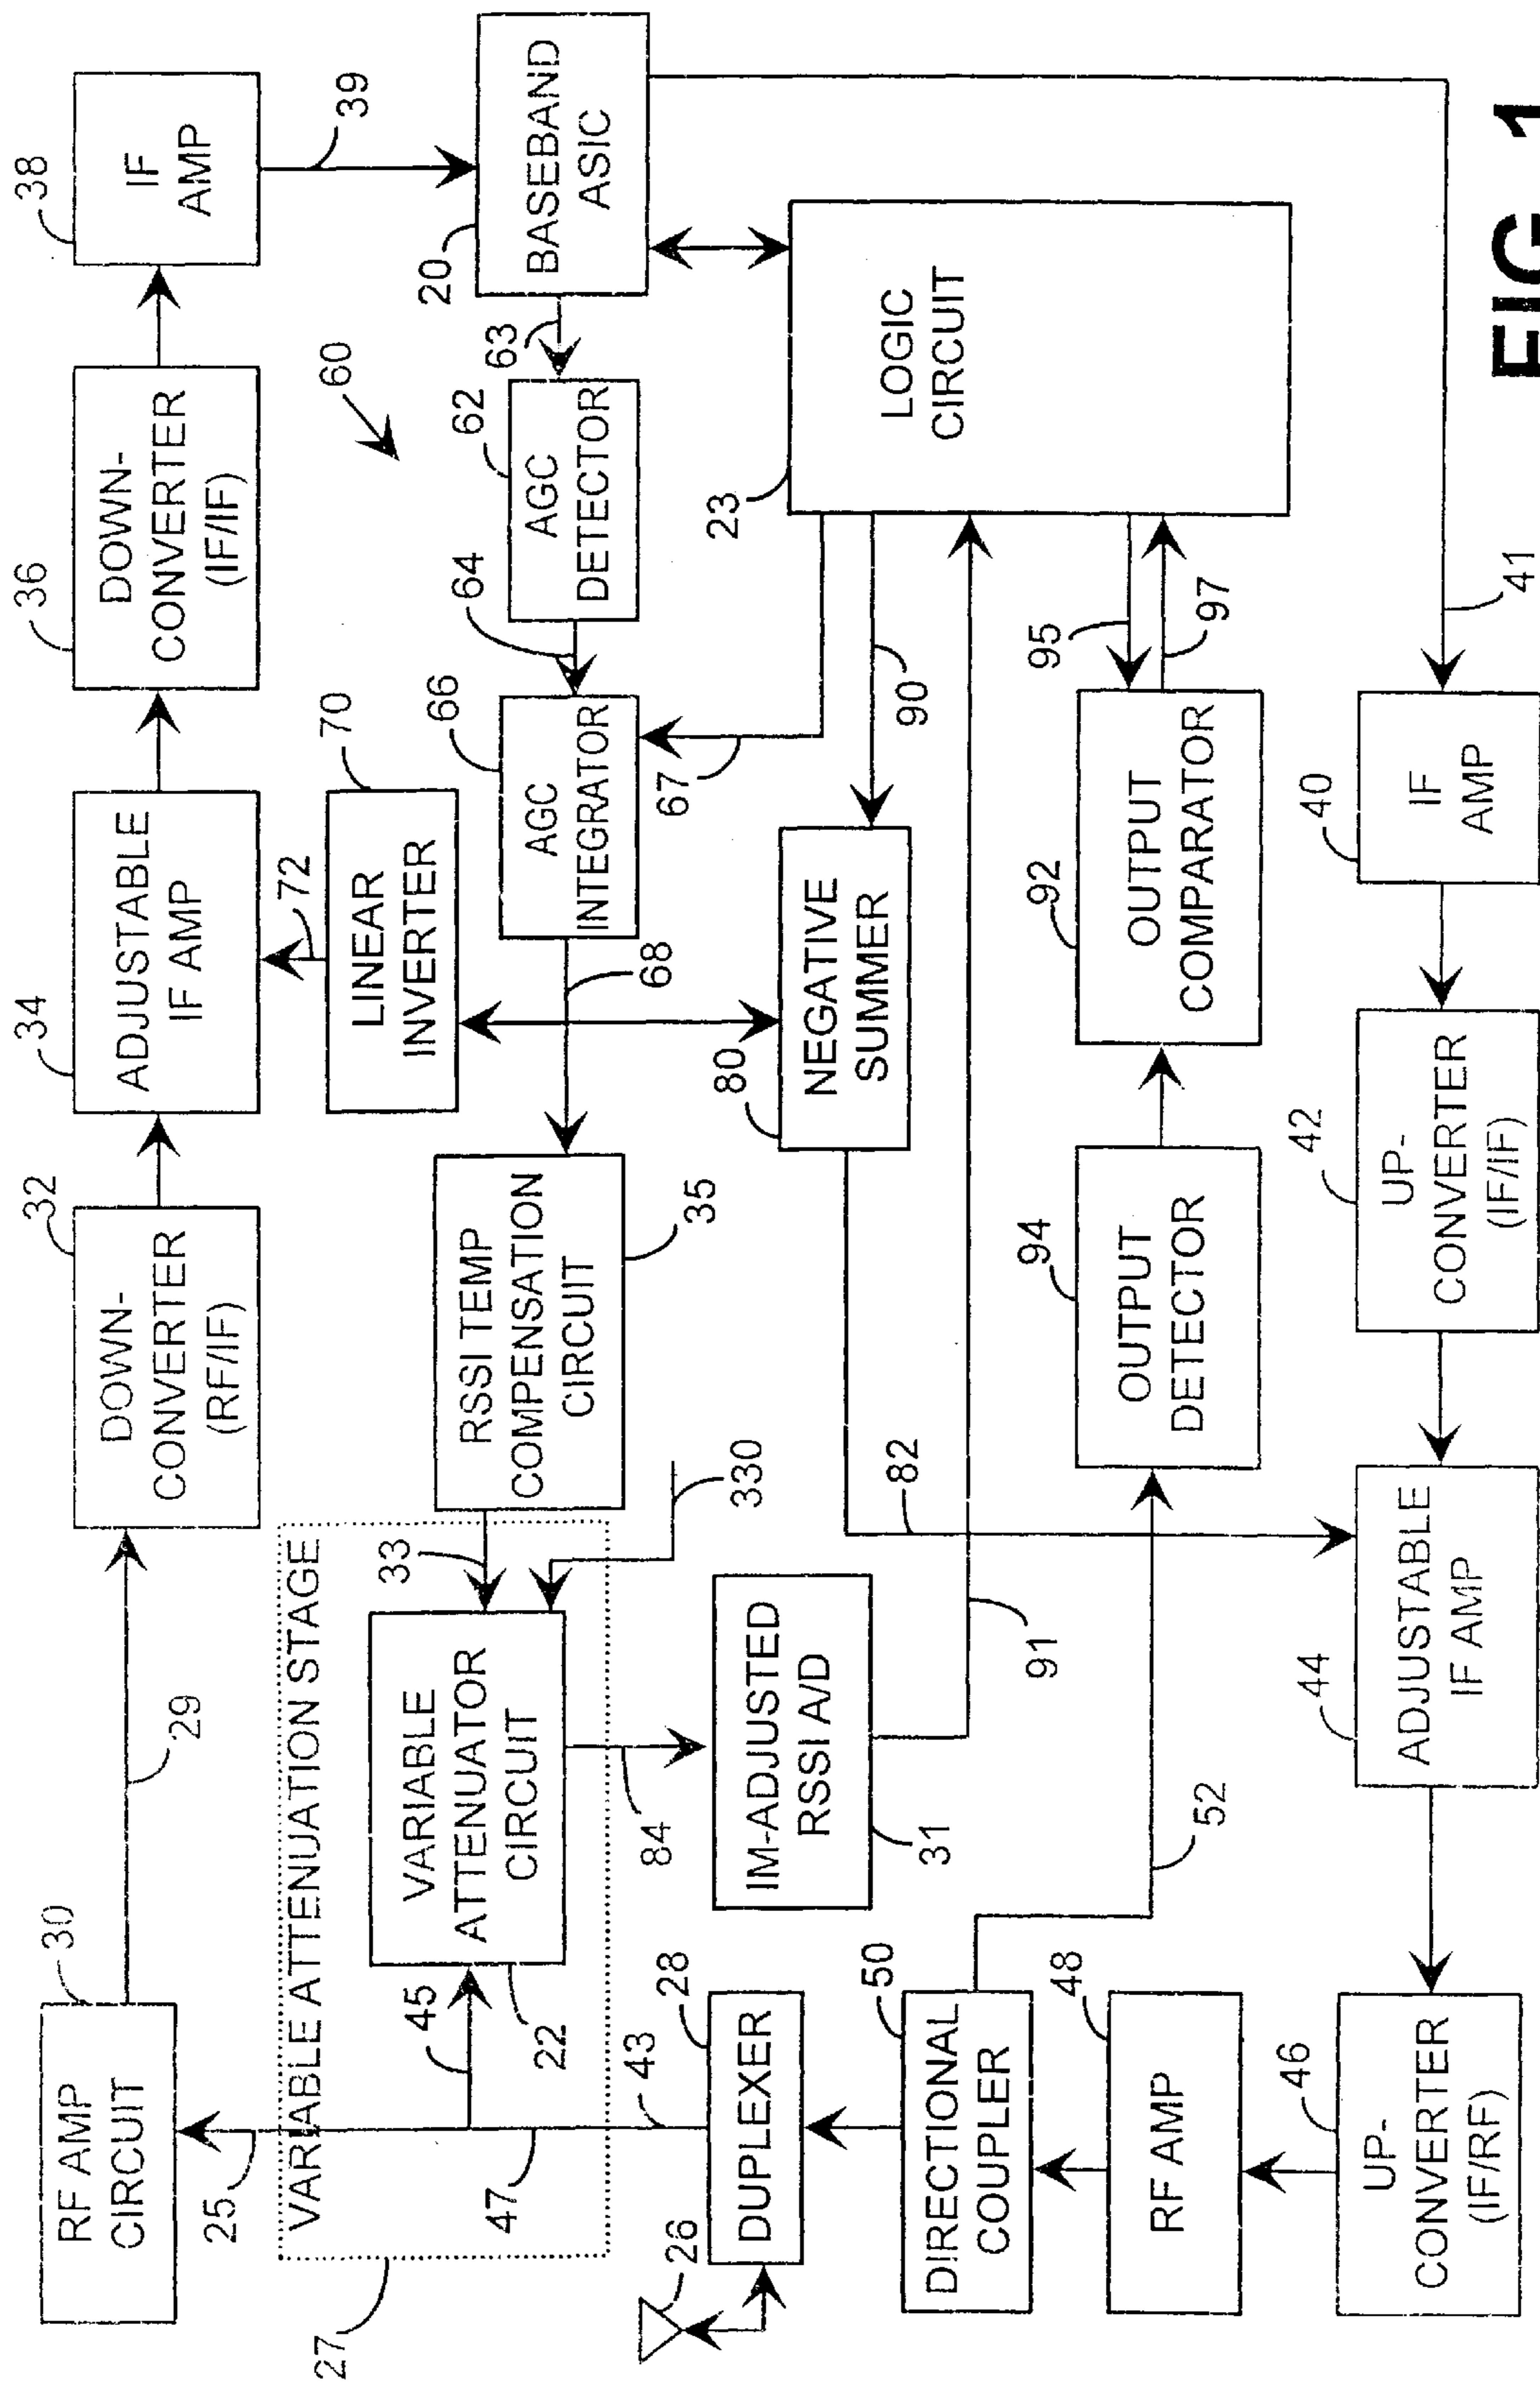 30
RF AMP
CIRCUIT
25
29
32
DOWN-
CONVERTER
(RF/IF)
34
ADJUSTABLE
IF AMP
36
DOWN-
CONVERTER
(IF/IF)
38
IF
AMP
39
27
VARIABLE ATTENUATION STAGE
45
47
22
VARIABLE
ATTENUATOR
CIRCUIT
33
330
84
RSSI TEMP
COMPENSATION
CIRCUIT
35
72
70
LINEAR
INVERTER
68
66
AGC
INTEGRATOR
67
64
62
AGC
DETECTOR
60
63
20
BASEBAND
ASIC
26
43
28
DUPLEXER
IM-ADJUSTED
RSSI A/D
31
91
82
80
NEGATIVE
SUMMER
90
23
LOGIC
CIRCUIT
50
DIRECTIONAL
COUPLER
52
94
OUTPUT
DETECTOR
92
OUTPUT
COMPARATOR
95
97
48
RF AMP
46
UP-
CONVERTER
(IF/RF)
44
ADJUSTABLE
IF AMP
42
UP-
CONVERTER
(IF/IF)
40
IF
AMP
41
FIG. 1